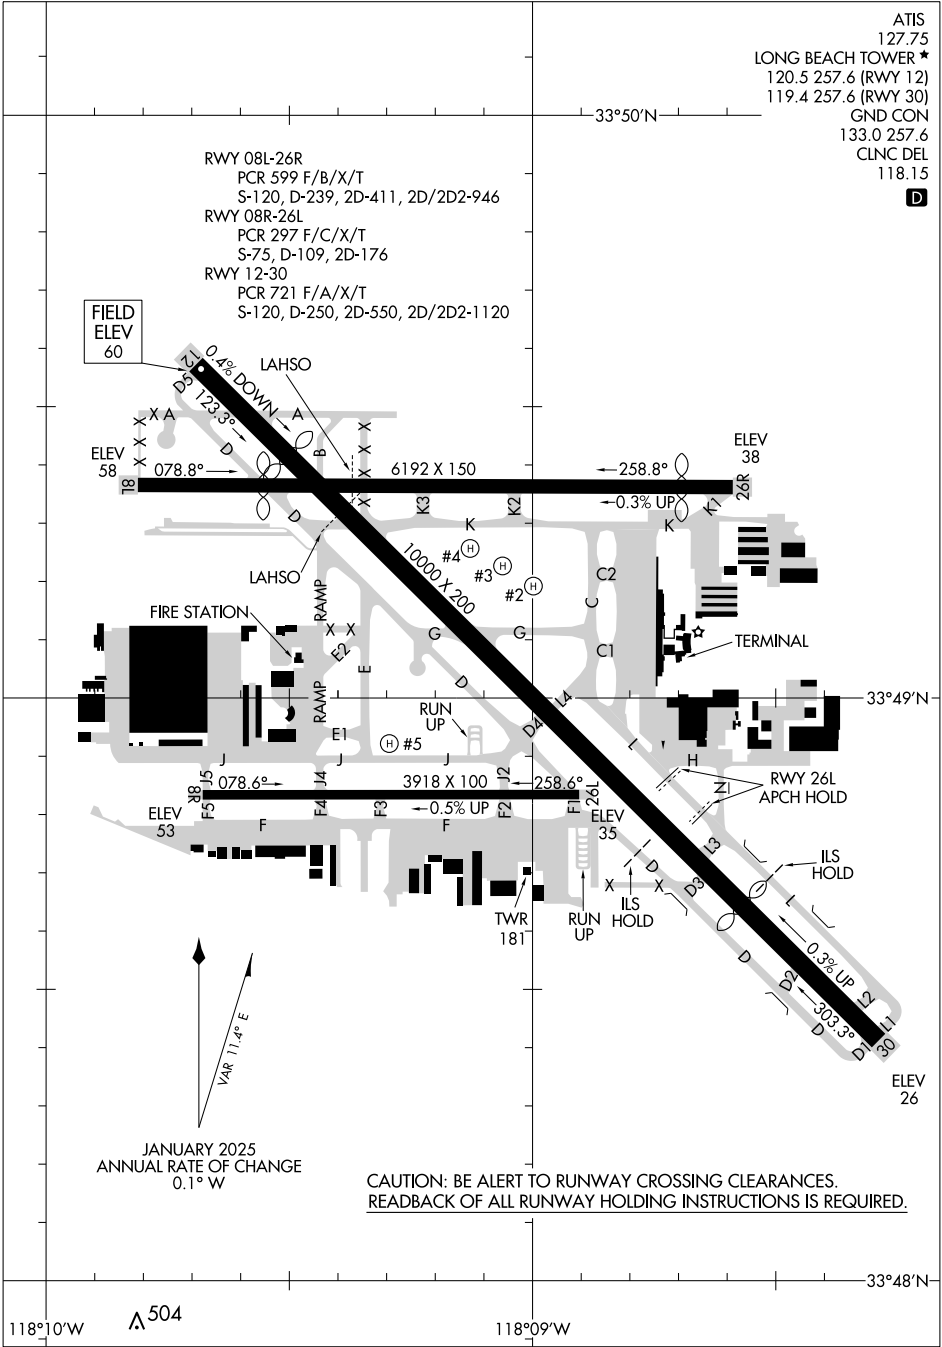 ATIS
127.75
LONG BEACH TOWER ★
120.5 257.6 (RWY 12)
119.4 257.6 (RWY 30)
GND CON
133.0 257.6
CLNC DEL
118.15
D
33°50'N
RWY 08L-26R
PCR 599 F/B/X/T
S-120, D-239, 2D-411, 2D/2D2-946
RWY 08R-26L
PCR 297 F/C/X/T
S-75, D-109, 2D-176
RWY 12-30
PCR 721 F/A/X/T
S-120, D-250, 2D-550, 2D/2D2-1120
FIELD
ELEV
60
12
D5
0.4% DOWN
123.3°
LAHSO
X A
A
X
X
X
X
X
X
X
D
B
ELEV
58
8L
078.8°
6192 X 150
258.8°
ELEV
38
26R
0.3% UP
K3
K2
K1
D
K
K
LAHSO
#4 H
#3 H
#2 H
10000 X 200
C2
C
C1
RAMP
FIRE STATION
X X
E2
E
G
G
TERMINAL
D
33°49'N
RAMP
RUN
UP
L4
D4
E1
H #5
L
H
J
J
J5
J4
J2
N
RWY 26L
APCH HOLD
8R
078.6°
3918 X 100
258.6°
26L
0.5% UP
ELEV
53
F5
F4
F3
F2
F1
ELEV
35
F
F
L3
D
D3
X
X
ILS
HOLD
ILS
HOLD
L
TWR
181
RUN
UP
D
D2
0.3% UP
303.3°
L2
L1
D
D1
30
ELEV
26
VAR 11.4° E
JANUARY 2025
ANNUAL RATE OF CHANGE
0.1° W
CAUTION: BE ALERT TO RUNWAY CROSSING CLEARANCES.
READBACK OF ALL RUNWAY HOLDING INSTRUCTIONS IS REQUIRED.
33°48'N
504
118°10'W
118°09'W